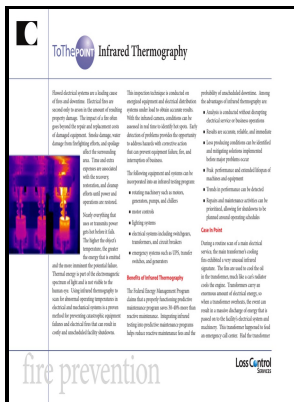 ToThePOINT Infrared Thermography
Flawed electrical systems are a leading cause
of fires and downtime. Electrical fires are
second only to arson in the amount of resulting
property damage. The impact of a fire often
goes beyond the repair and replacement costs
of damaged equipment. Smoke damage, water
damage from firefighting efforts, and spoilage
affect the surrounding
area. Time and extra
expenses are associated
with the recovery,
restoration, and cleanup
efforts until power and
operations are restored.
Nearly everything that
uses or transmits power
gets hot before it fails.
The higher the object's
temperature, the greater
the energy that is emitted
and the more imminent the potential failure.
Thermal energy is part of the electromagnetic
spectrum of light and is not visible to the
human eye. Using infrared thermography to
scan for abnormal operating temperatures in
electrical and mechanical systems is a proven
method for preventing catastrophic equipment
failures and electrical fires that can result in
costly and unscheduled facility shutdowns.
This inspection technique is conducted on
energized equipment and electrical distribution
systems under load to obtain accurate results.
With the infrared camera, conditions can be
assessed in real time to identify hot spots. Early
detection of problems provides the opportunity
to address hazards with corrective action
that can prevent equipment failure, fire, and
interruption of business.
The following equipment and systems can be
incorporated into an infrared testing program:
• rotating machinery such as motors,
generators, pumps, and chillers
• motor controls
• lighting systems
• electrical systems including switchgears,
transformers, and circuit breakers
• emergency systems such as UPS, transfer
switches, and generators
Benefits of Infrared Thermography
The Federal Energy Management Program
claims that a properly functioning predictive
maintenance program saves 30-40% more than
reactive maintenance. Integrating infrared
testing into predictive maintenance programs
helps reduce reactive maintenance and the
probability of unscheduled downtime. Among
the advantages of infrared thermography are:
• Analysis is conducted without disrupting
electrical service or business operations
• Results are accurate, reliable, and immediate
• Loss producing conditions can be identified
and mitigating solutions implemented
before major problems occur
• Peak performance and extended lifespan of
machines and equipment
• Trends in performance can be detected
• Repairs and maintenance activities can be
prioritized, allowing for shutdowns to be
planned around operating schedules
Case In Point
During a routine scan of a main electrical
service, the main transformer's cooling
fins exhibited a very unusual infrared
signature. The fins are used to cool the oil
in the transformer, much like a car's radiator
cools the engine. Transformers carry an
enormous amount of electrical energy, so
when a transformer overheats, the event can
result in a massive discharge of energy that is
passed on to the facility's electrical system and
machinery. This transformer happened to feed
an emergency call center. Had the transformer
fire prevention
Loss Control
SERVICES